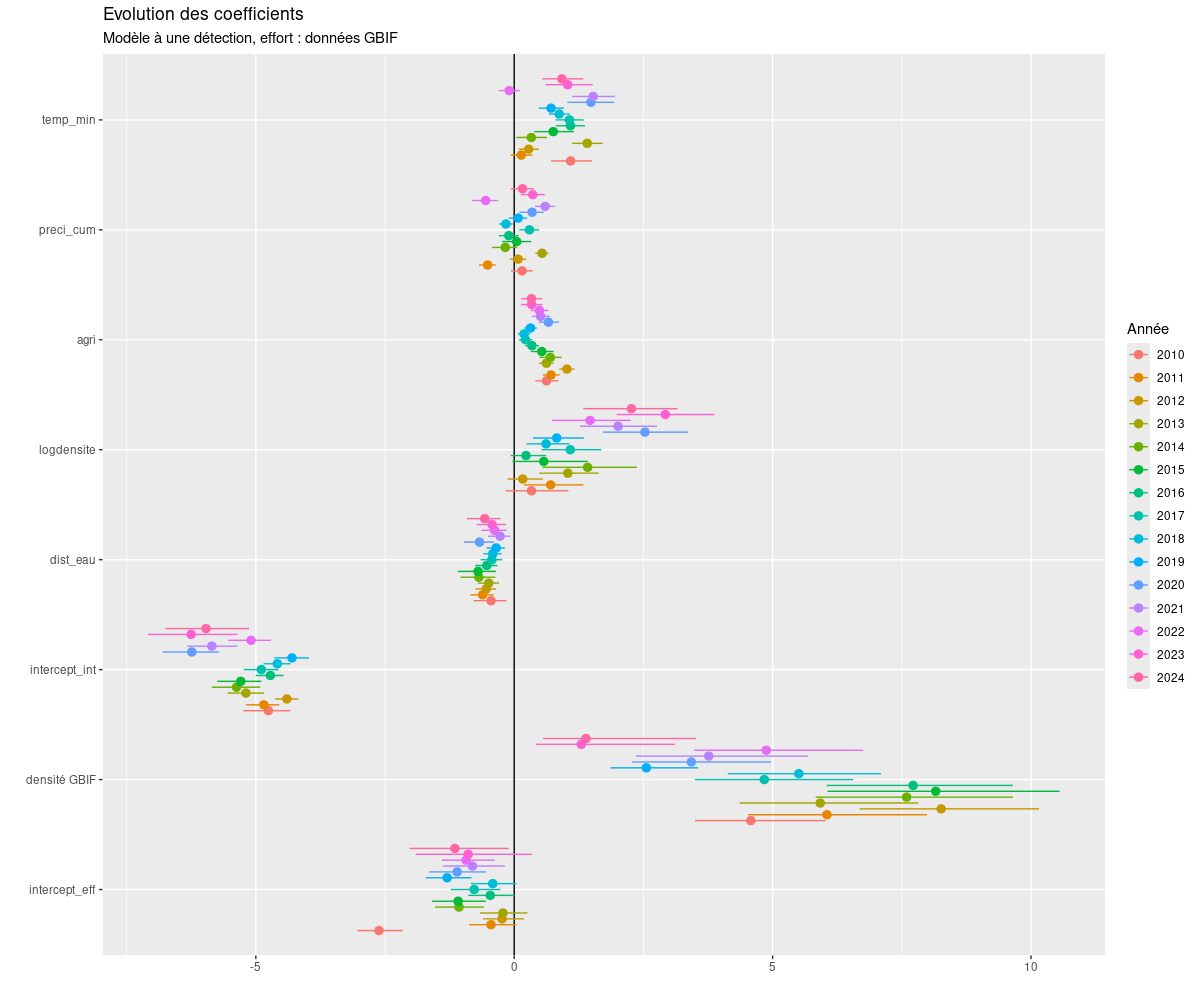 Evolution des coefficients
Modèle à une détection, effort : données GBIF
temp_min
preci_cum
agri
logdensite
dist_eau
intercept_int
densité GBIF
intercept_eff
-5
0
5
10
Année
2010
2011
2012
2013
2014
2015
2016
2017
2018
2019
2020
2021
2022
2023
2024